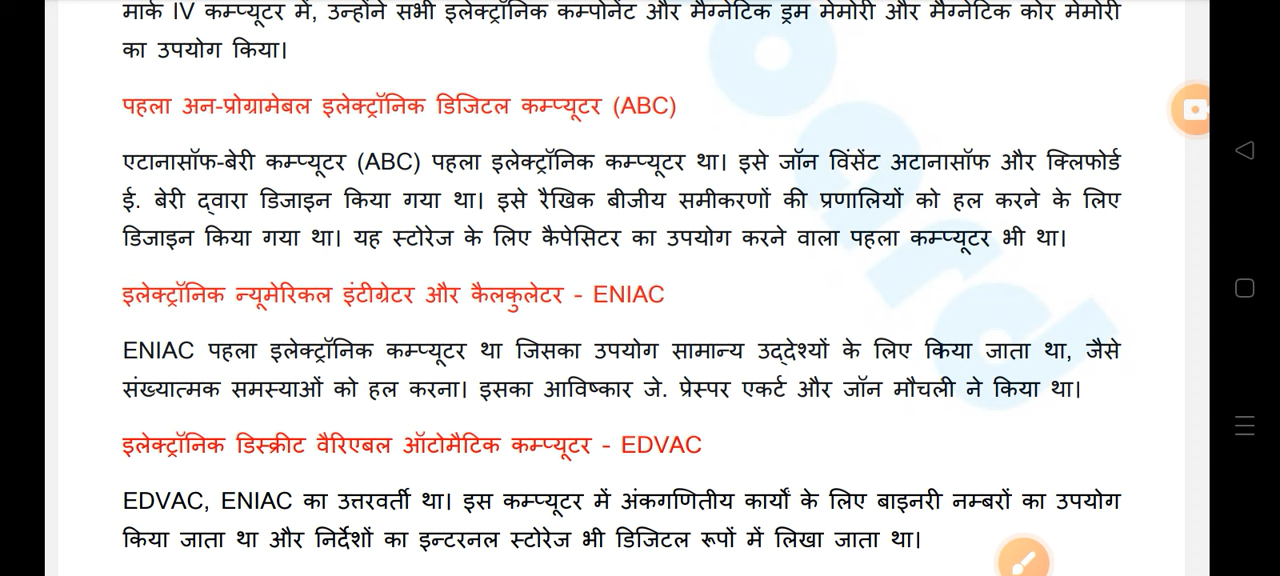 मार्क IV कम्प्यूटर में, उन्होंने सभी इलेक्ट्रॉनिक कम्पोनेंट और मैग्नेटिक ड्रम मेमोरी और मैग्नेटिक कोर मेमोरी
का उपयोग किया।
पहला अन-प्रोग्रामेबल इलेक्ट्रॉनिक डिजिटल कम्प्यूटर (ABC)
एटानासॉफ-बेरी कम्प्यूटर (ABC) पहला इलेक्ट्रॉनिक कम्प्यूटर था। इसे जॉन विंसेंट अटानासॉफ और क्लिफोर्ड
ई. बेरी द्वारा डिजाइन किया गया था। इसे रैखिक बीजीय समीकरणों की प्रणालियों को हल करने के लिए
डिजाइन किया गया था। यह स्टोरेज के लिए कैपेसिटर का उपयोग करने वाला पहला कम्प्यूटर भी था।
इलेक्ट्रॉनिक न्यूमेरिकल इंटीग्रेटर और कैलकुलेटर - ENIAC
ENIAC पहला इलेक्ट्रॉनिक कम्प्यूटर था जिसका उपयोग सामान्य उद्देश्यों के लिए किया जाता था, जैसे
संख्यात्मक समस्याओं को हल करना। इसका आविष्कार जे. प्रेस्पर एकर्ट और जॉन मौचली ने किया था।
इलेक्ट्रॉनिक डिस्क्रीट वैरिएबल ऑटोमैटिक कम्प्यूटर - EDVAC
EDVAC, ENIAC का उत्तरवर्ती था। इस कम्प्यूटर में अंकगणितीय कार्यों के लिए बाइनरी नम्बरों का उपयोग
किया जाता था और निर्देशों का इन्टरनल स्टोरेज भी डिजिटल रूपों में लिखा जाता था।